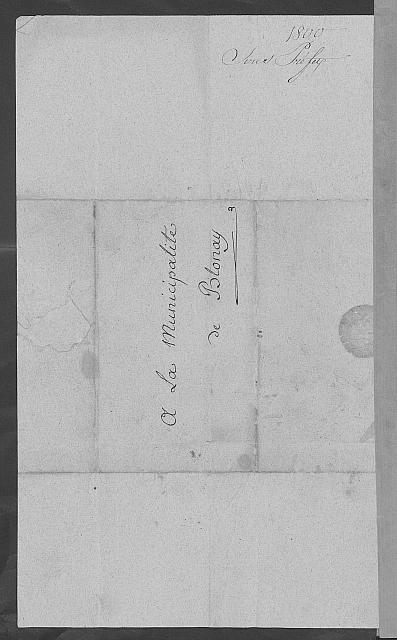 1800
Sous Préfet
A La Municipalité
de Blonay